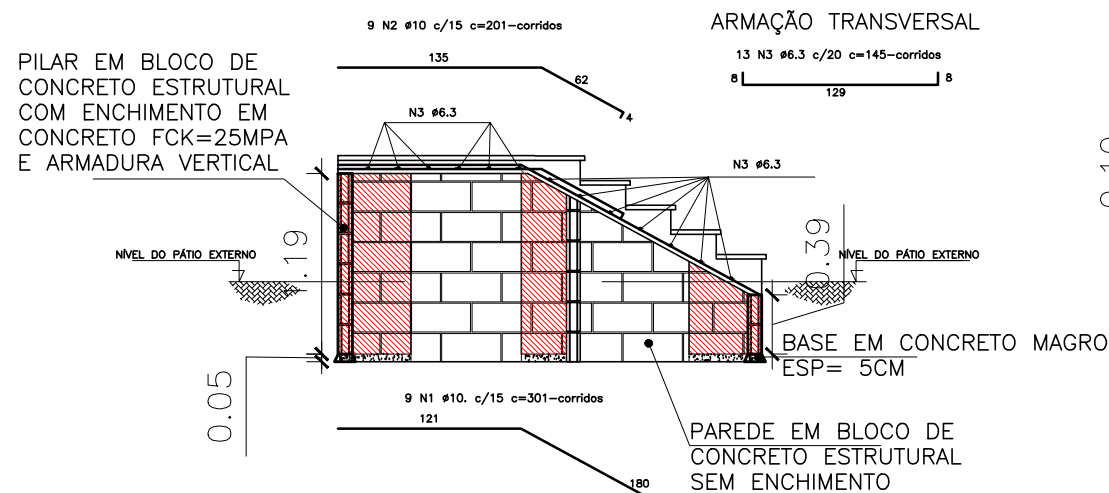 9 N2 ø10 c/15 c=201-corridos
135
62
4
ARMAÇÃO TRANSVERSAL
13 N3 ø6.3 c/20 c=145-corridos
8
8
129
PILAR EM BLOCO DE
CONCRETO ESTRUTURAL
COM ENCHIMENTO EM
CONCRETO FCK=25MPA
E ARMADURA VERTICAL
N3 ø6.3
N3 ø6.3
NÍVEL DO PÁTIO EXTERNO
.19
0.39
NÍVEL DO PÁTIO EXTERNO
0.05
BASE EM CONCRETO MAGRO
ESP= 5CM
9 N1 ø10. c/15 c=301-corridos
121
180
PAREDE EM BLOCO DE
CONCRETO ESTRUTURAL
SEM ENCHIMENTO